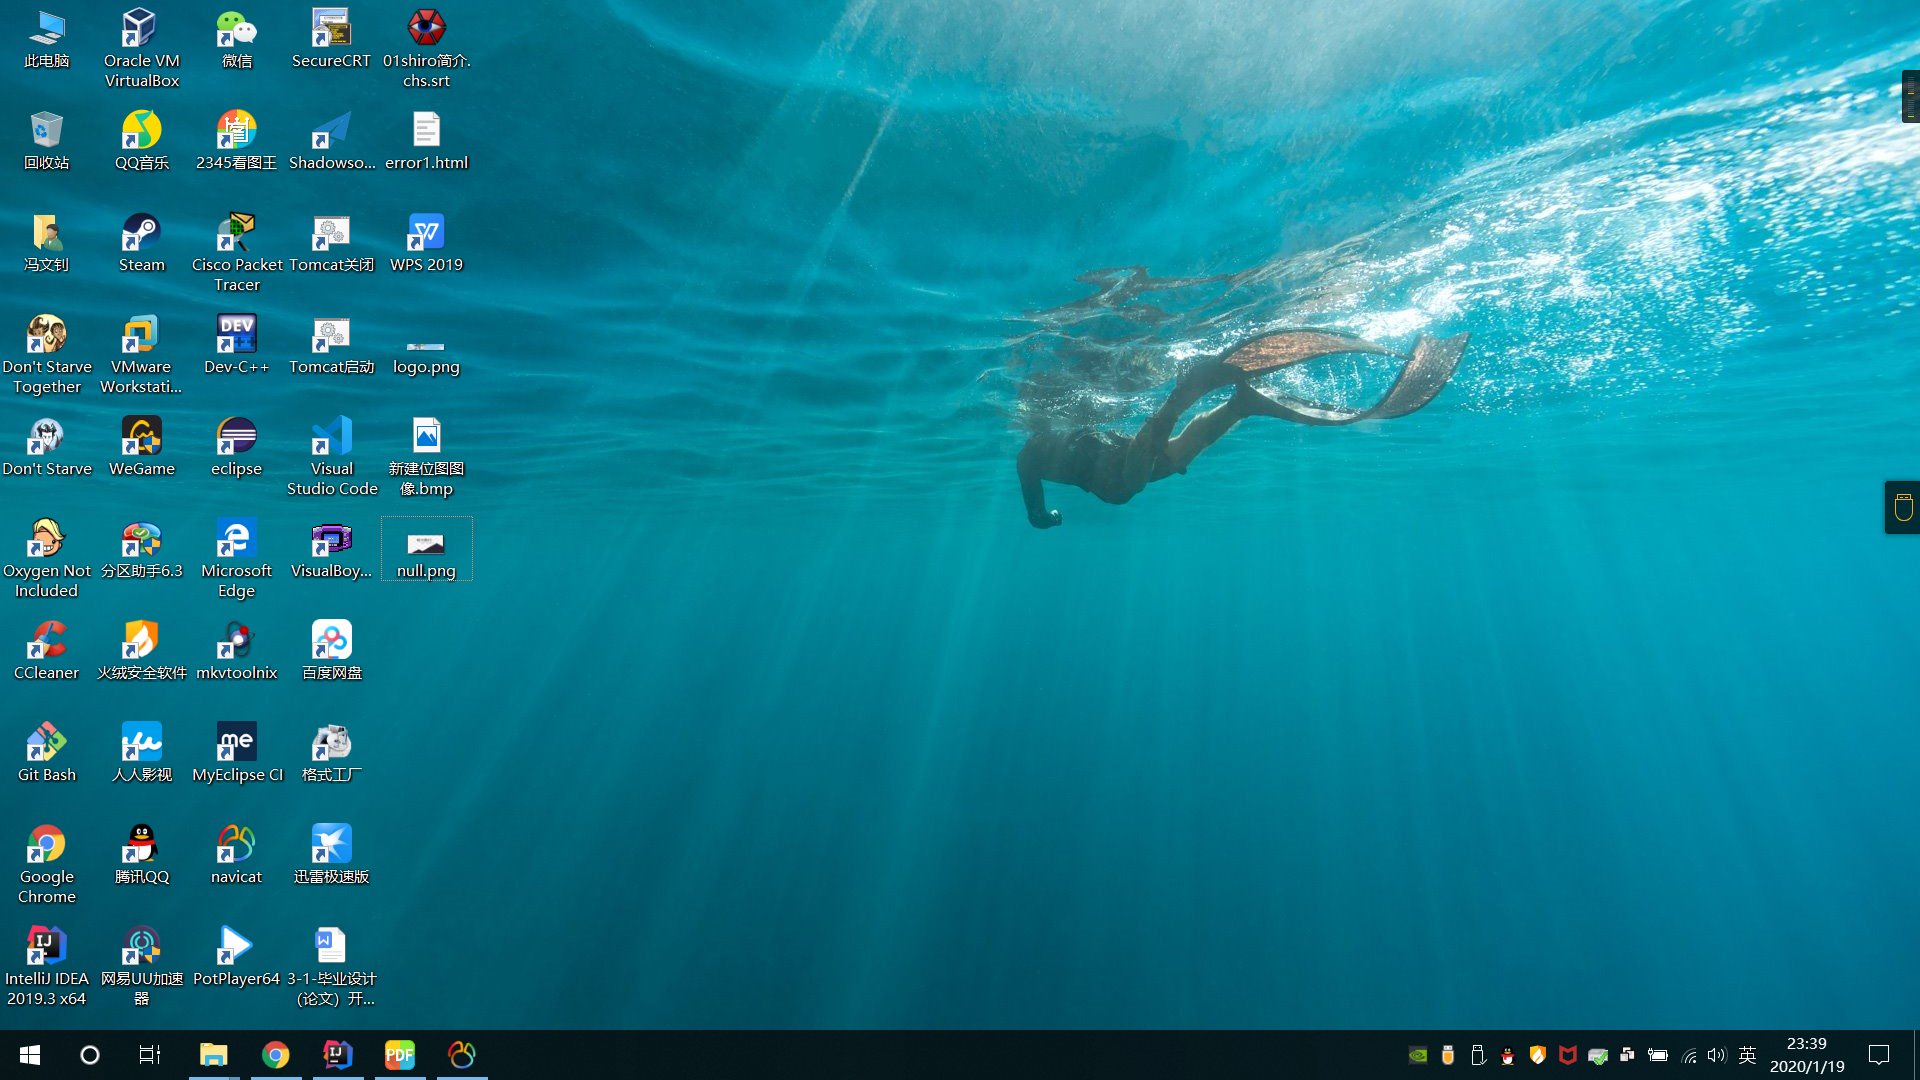 此电脑
Oracle VM
VirtualBox
微信
SecureCRT
01shiro简介.
chs.srt
回收站
QQ音乐
2345看图王
Shadowso...
error1.html
冯文钊
Steam
Cisco Packet
Tracer
Tomcat关闭
WPS 2019
Don't Starve
Together
VMware
Workstati...
DEV
Dev-C++
Tomcat启动
logo.png
Don't Starve
WeGame
eclipse
Visual
Studio Code
新建位图图
像.bmp
Oxygen Not
Included
分区助手6.3
Microsoft
Edge
VisualBoy...
null.png
CCleaner
火绒安全软件
mkvtoolnix
百度网盘
Git Bash
人人影视
me
MyEclipse CI
格式工厂
Google
Chrome
腾讯QQ
navicat
迅雷极速版
IJ
IntelliJ IDEA
2019.3 x64
网易UU加速
器
PotPlayer64
W
3-1-毕业设计
（论文）开...
IJ
PDF
英
23:39
2020/1/19